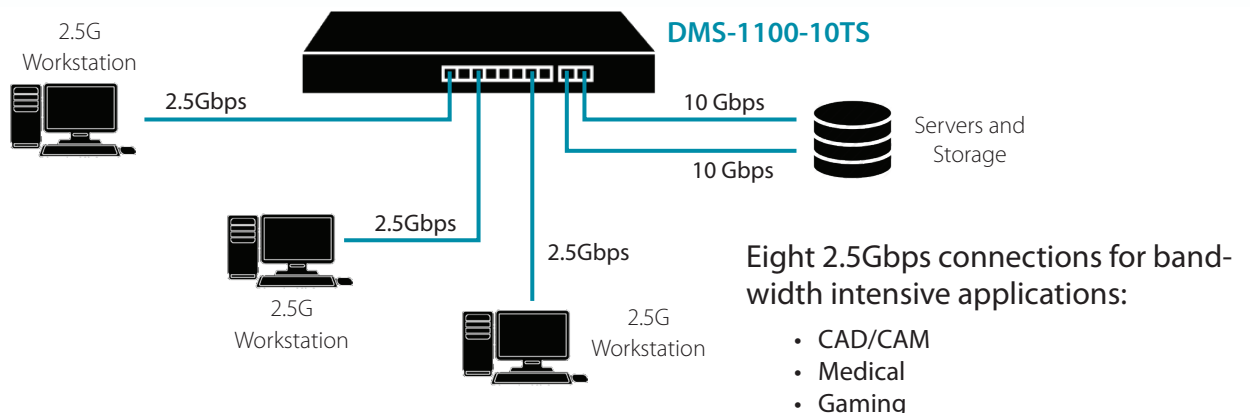 DMS-1100-10TS
2.5G
Workstation
2.5Gbps
10 Gbps
10 Gbps
Servers and
Storage
2.5Gbps
2.5G
Workstation
2.5Gbps
2.5G
Workstation
Eight 2.5Gbps connections for band-
width intensive applications:
• CAD/CAM
• Medical
• Gaming